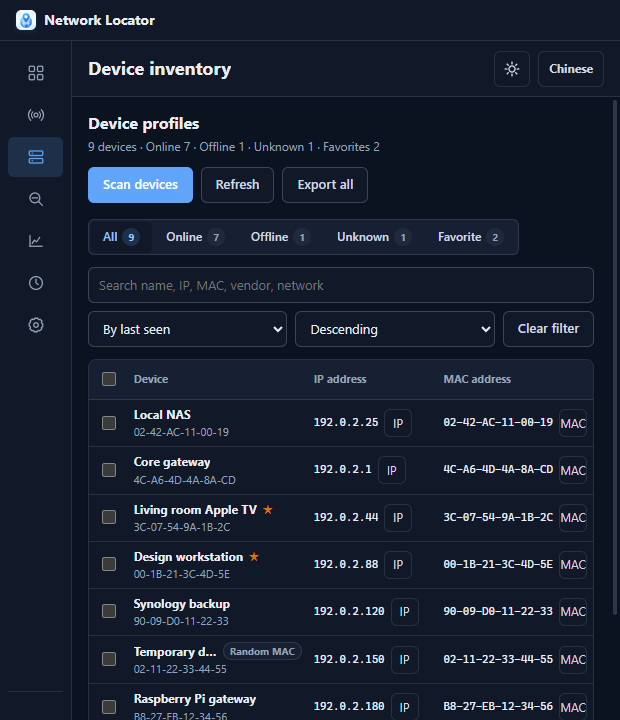 Network Locator
Device inventory
Chinese
Device profiles
9 devices · Online 7 · Offline 1 · Unknown 1 · Favorites 2
Scan devices Refresh Export all
All 9 Online 7 Offline 1 Unknown 1 Favorite 2
Search name, IP, MAC, vendor, network
By last seen Descending Clear filter
Device IP address MAC address
Local NAS
02-42-AC-11-00-19
192.0.2.25 IP 02-42-AC-11-00-19 MAC
Core gateway
4C-A6-4D-4A-8A-CD
192.0.2.1 IP 4C-A6-4D-4A-8A-CD MAC
Living room Apple TV ★
3C-07-54-9A-1B-2C
192.0.2.44 IP 3C-07-54-9A-1B-2C MAC
Design workstation ★
00-1B-21-3C-4D-5E
192.0.2.88 IP 00-1B-21-3C-4D-5E MAC
Synology backup
90-09-D0-11-22-33
192.0.2.120 IP 90-09-D0-11-22-33 MAC
Temporary d... Random MAC
02-11-22-33-44-55
192.0.2.150 IP 02-11-22-33-44-55 MAC
Raspberry Pi gateway
B8-27-EB-12-34-56
192.0.2.180 IP B8-27-EB-12-34-56 MAC